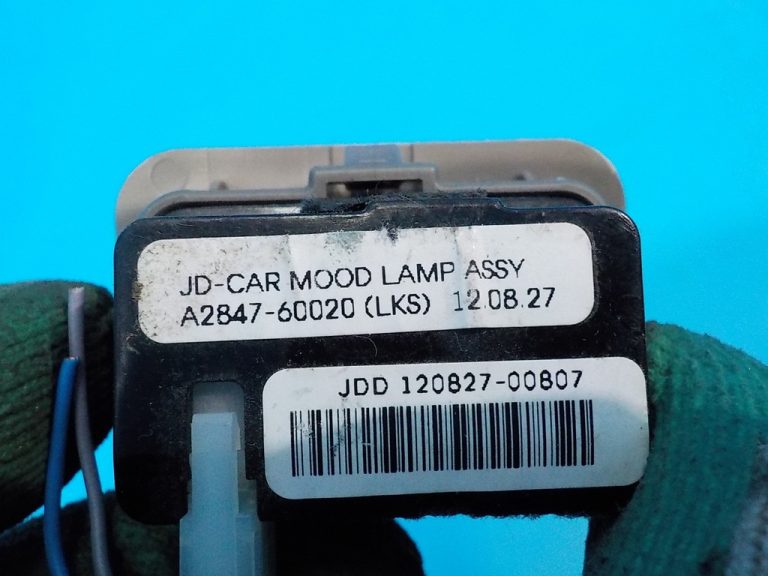 JD-CAR MOOD LAMP ASSY
A2847-60020 (LKS) 12.08.27
JDD 120827-00807